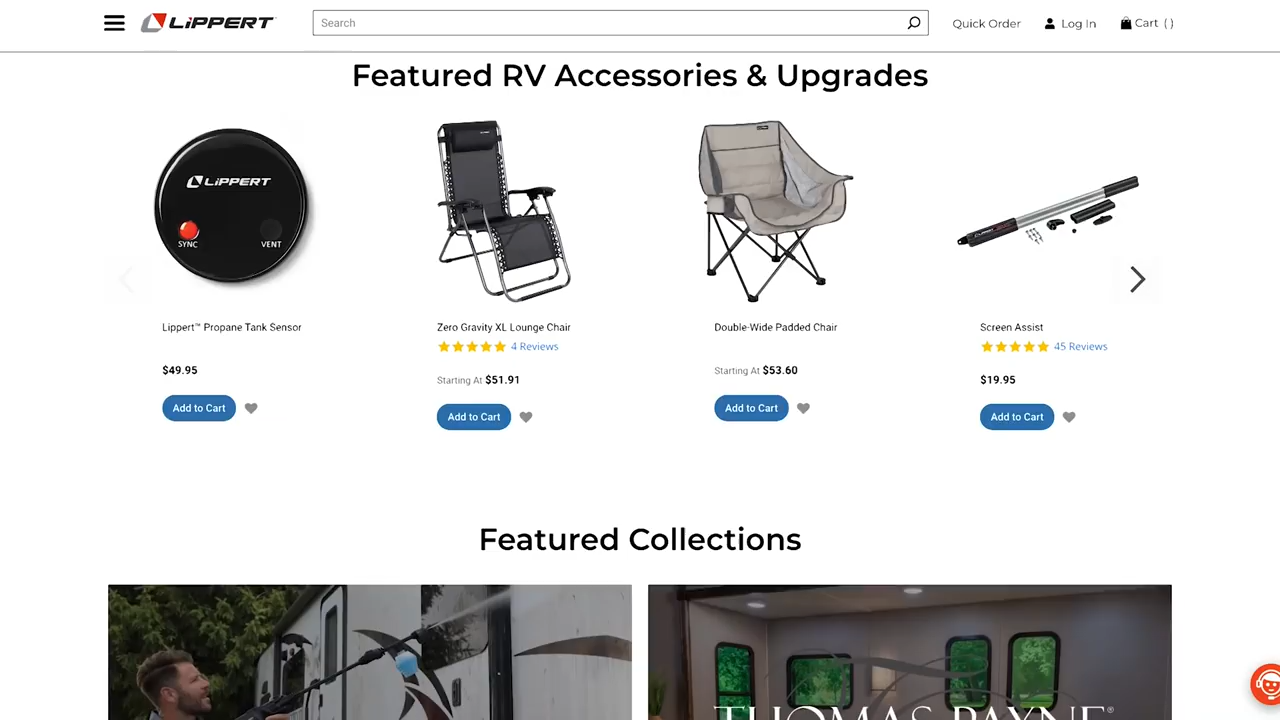 LiPPERT
Search
Quick Order
Log In
Cart ( )
Featured RV Accessories & Upgrades
LiPPERT
SYNC
VENT
Lippert™ Propane Tank Sensor
$49.95
Add to Cart
Zero Gravity XL Lounge Chair
4 Reviews
Starting At $51.91
Add to Cart
Double-Wide Padded Chair
Starting At $53.60
Add to Cart
Screen Assist
45 Reviews
$19.95
Add to Cart
Featured Collections
THOMAS PAYNE®